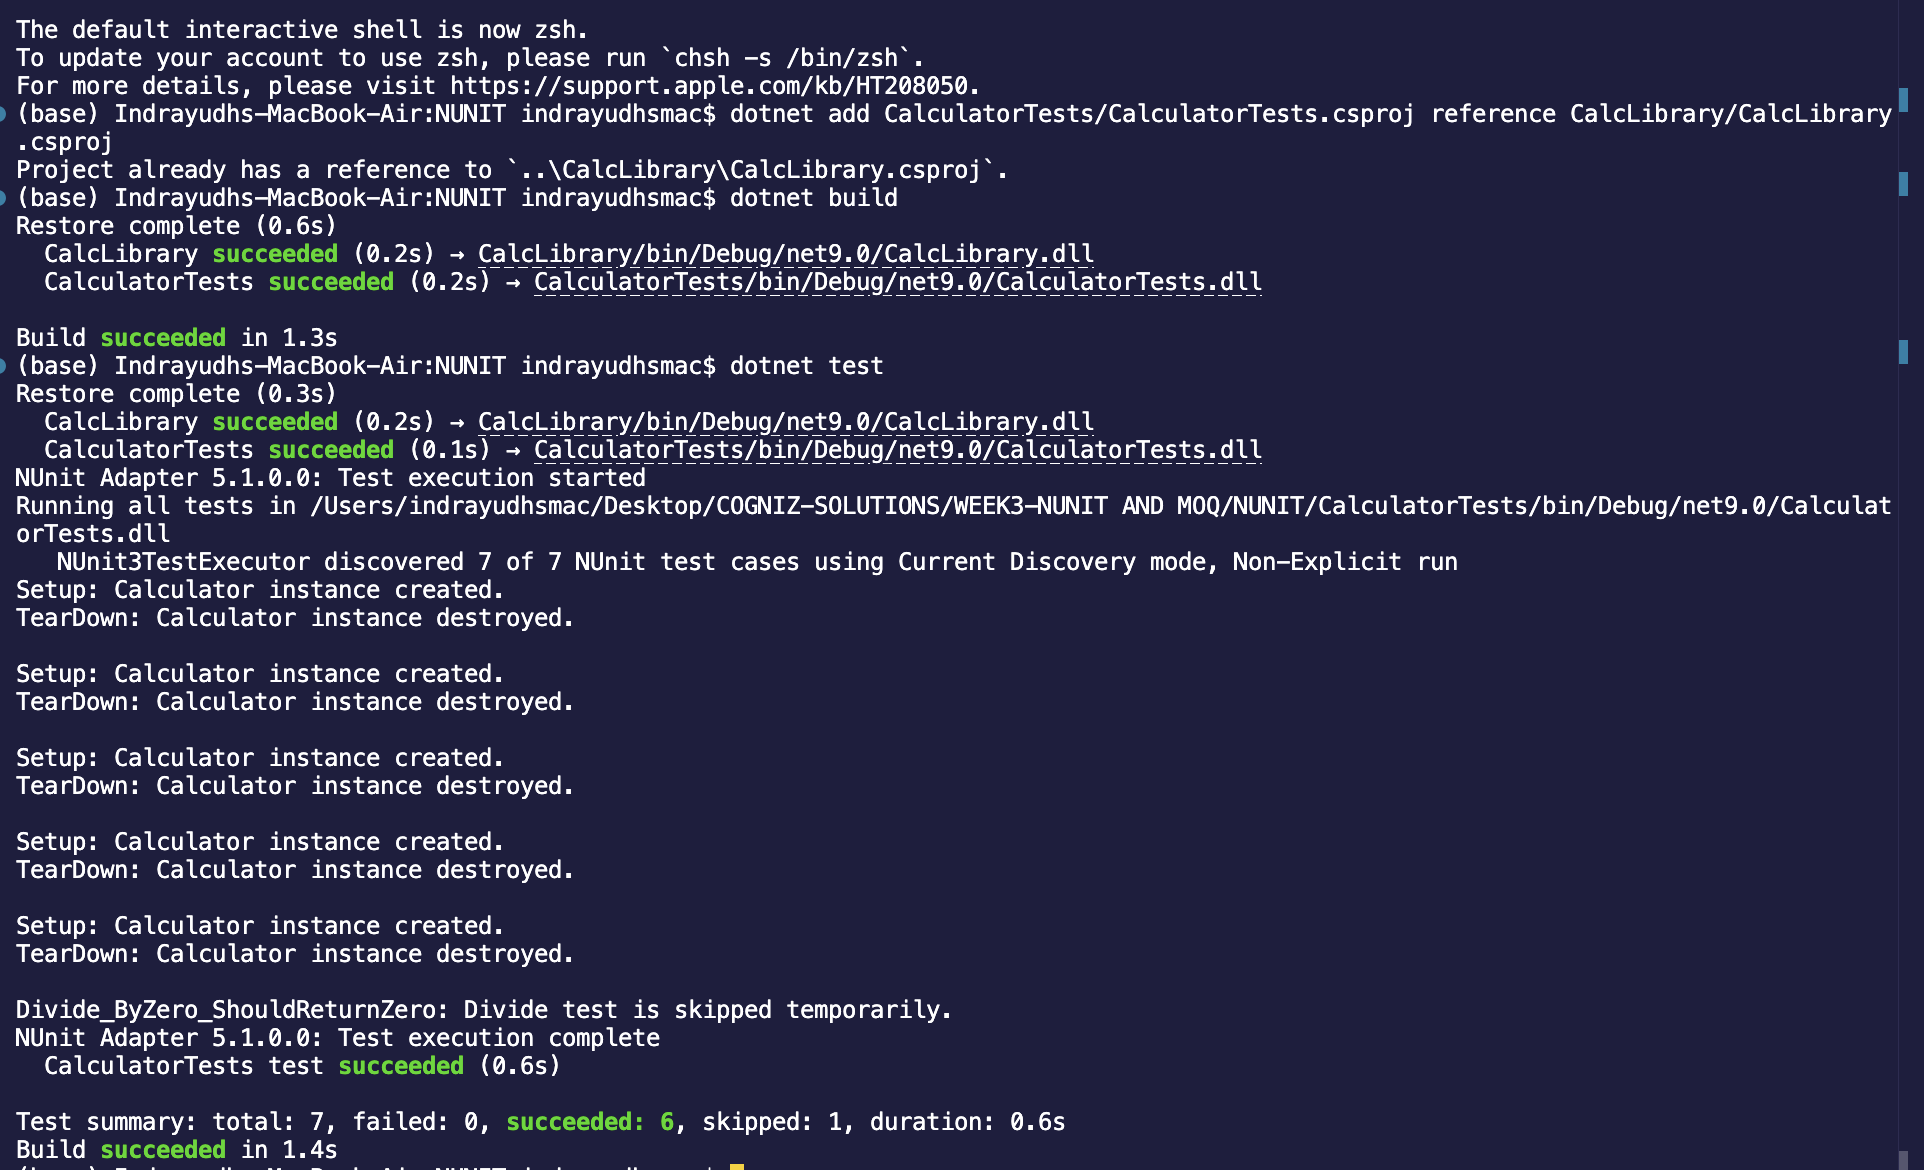 The default interactive shell is now zsh.
To update your account to use zsh, please run `chsh -s /bin/zsh`.
For more details, please visit https://support.apple.com/kb/HT208050.
(base) Indrayudhs-MacBook-Air:NUNIT indrayudhsmac$ dotnet add CalculatorTests/CalculatorTests.csproj reference CalcLibrary/CalcLibrary
.csproj
Project already has a reference to `..\CalcLibrary\CalcLibrary.csproj`.
(base) Indrayudhs-MacBook-Air:NUNIT indrayudhsmac$ dotnet build
Restore complete (0.6s)
  CalcLibrary succeeded (0.2s) → CalcLibrary/bin/Debug/net9.0/CalcLibrary.dll
  CalculatorTests succeeded (0.2s) → CalculatorTests/bin/Debug/net9.0/CalculatorTests.dll

Build succeeded in 1.3s
(base) Indrayudhs-MacBook-Air:NUNIT indrayudhsmac$ dotnet test
Restore complete (0.3s)
  CalcLibrary succeeded (0.2s) → CalcLibrary/bin/Debug/net9.0/CalcLibrary.dll
  CalculatorTests succeeded (0.1s) → CalculatorTests/bin/Debug/net9.0/CalculatorTests.dll
NUnit Adapter 5.1.0.0: Test execution started
Running all tests in /Users/indrayudhsmac/Desktop/COGNIZ-SOLUTIONS/WEEK3-NUNIT AND MOQ/NUNIT/CalculatorTests/bin/Debug/net9.0/Calculat
orTests.dll
   NUnit3TestExecutor discovered 7 of 7 NUnit test cases using Current Discovery mode, Non-Explicit run
Setup: Calculator instance created.
TearDown: Calculator instance destroyed.

Setup: Calculator instance created.
TearDown: Calculator instance destroyed.

Setup: Calculator instance created.
TearDown: Calculator instance destroyed.

Setup: Calculator instance created.
TearDown: Calculator instance destroyed.

Setup: Calculator instance created.
TearDown: Calculator instance destroyed.

Divide_ByZero_ShouldReturnZero: Divide test is skipped temporarily.
NUnit Adapter 5.1.0.0: Test execution complete
  CalculatorTests test succeeded (0.6s)

Test summary: total: 7, failed: 0, succeeded: 6, skipped: 1, duration: 0.6s
Build succeeded in 1.4s